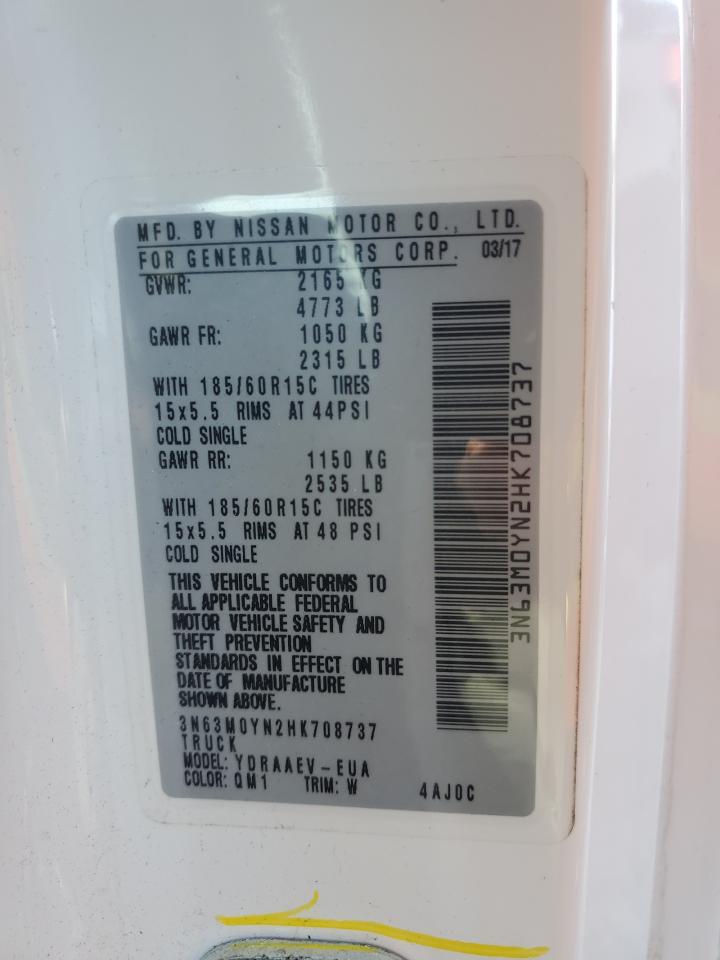 MFD. BY NISSAN MOTOR CO., LTD.
FOR GENERAL MOTORS CORP. 03/17
GVWR: 2165 KG
4773 LB
GAWR FR: 1050 KG
2315 LB
WITH 185/60R15C TIRES
15x5.5 RIMS AT 44PSI
COLD SINGLE
GAWR RR: 1150 KG
2535 LB
WITH 185/60R15C TIRES
15x5.5 RIMS AT 48 PSI
COLD SINGLE
THIS VEHICLE CONFORMS TO
ALL APPLICABLE FEDERAL
MOTOR VEHICLE SAFETY AND
THEFT PREVENTION
STANDARDS IN EFFECT ON THE
DATE OF MANUFACTURE
SHOWN ABOVE.
3N63M0YN2HK708737
TRUCK
MODEL: YDRAAEV-EUA
COLOR: QM1 TRIM: W 4AJ0C
3N63M0YN2HK708737